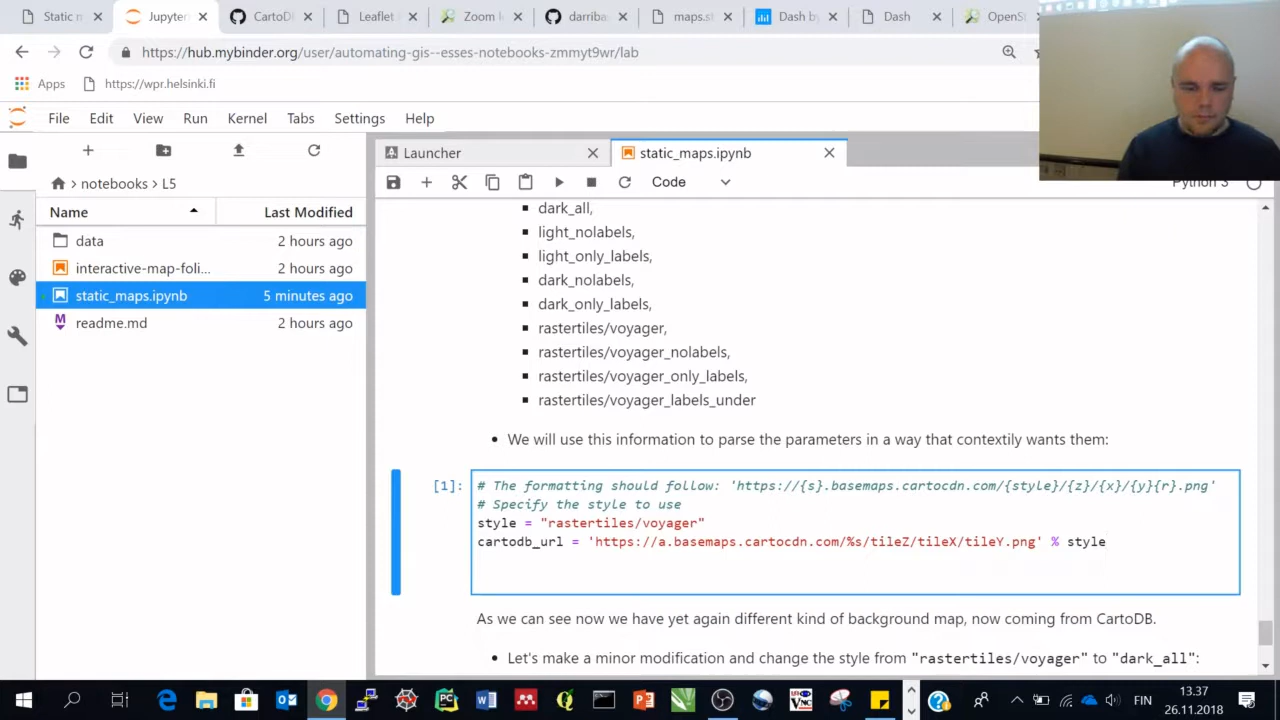 Static m
Jupyter
CartoDB
Leaflet
Zoom l
darriba
maps.st
Dash by
Dash
OpenSt
https://hub.mybinder.org/user/automating-gis--esses-notebooks-zmmyt9wr/lab
Apps
https://wpr.helsinki.fi
File Edit View Run Kernel Tabs Settings Help
Launcher
static_maps.ipynb
Code
Python 3
notebooks > L5
Name
Last Modified
data 2 hours ago
interactive-map-foli... 2 hours ago
static_maps.ipynb 5 minutes ago
readme.md 2 hours ago
dark_all,
light_nolabels,
light_only_labels,
dark_nolabels,
dark_only_labels,
rastertiles/voyager,
rastertiles/voyager_nolabels,
rastertiles/voyager_only_labels,
rastertiles/voyager_labels_under
We will use this information to parse the parameters in a way that contextily wants them:
[1]:
# The formatting should follow: 'https://{s}.basemaps.cartocdn.com/{style}/{z}/{x}/{y}{r}.png'
# Specify the style to use
style = "rastertiles/voyager"
cartodb_url = 'https://a.basemaps.cartocdn.com/%s/tileZ/tileX/tileY.png' % style
As we can see now we have yet again different kind of background map, now coming from CartoDB.
Let's make a minor modification and change the style from "rastertiles/voyager" to "dark_all":
FIN
13.37
26.11.2018